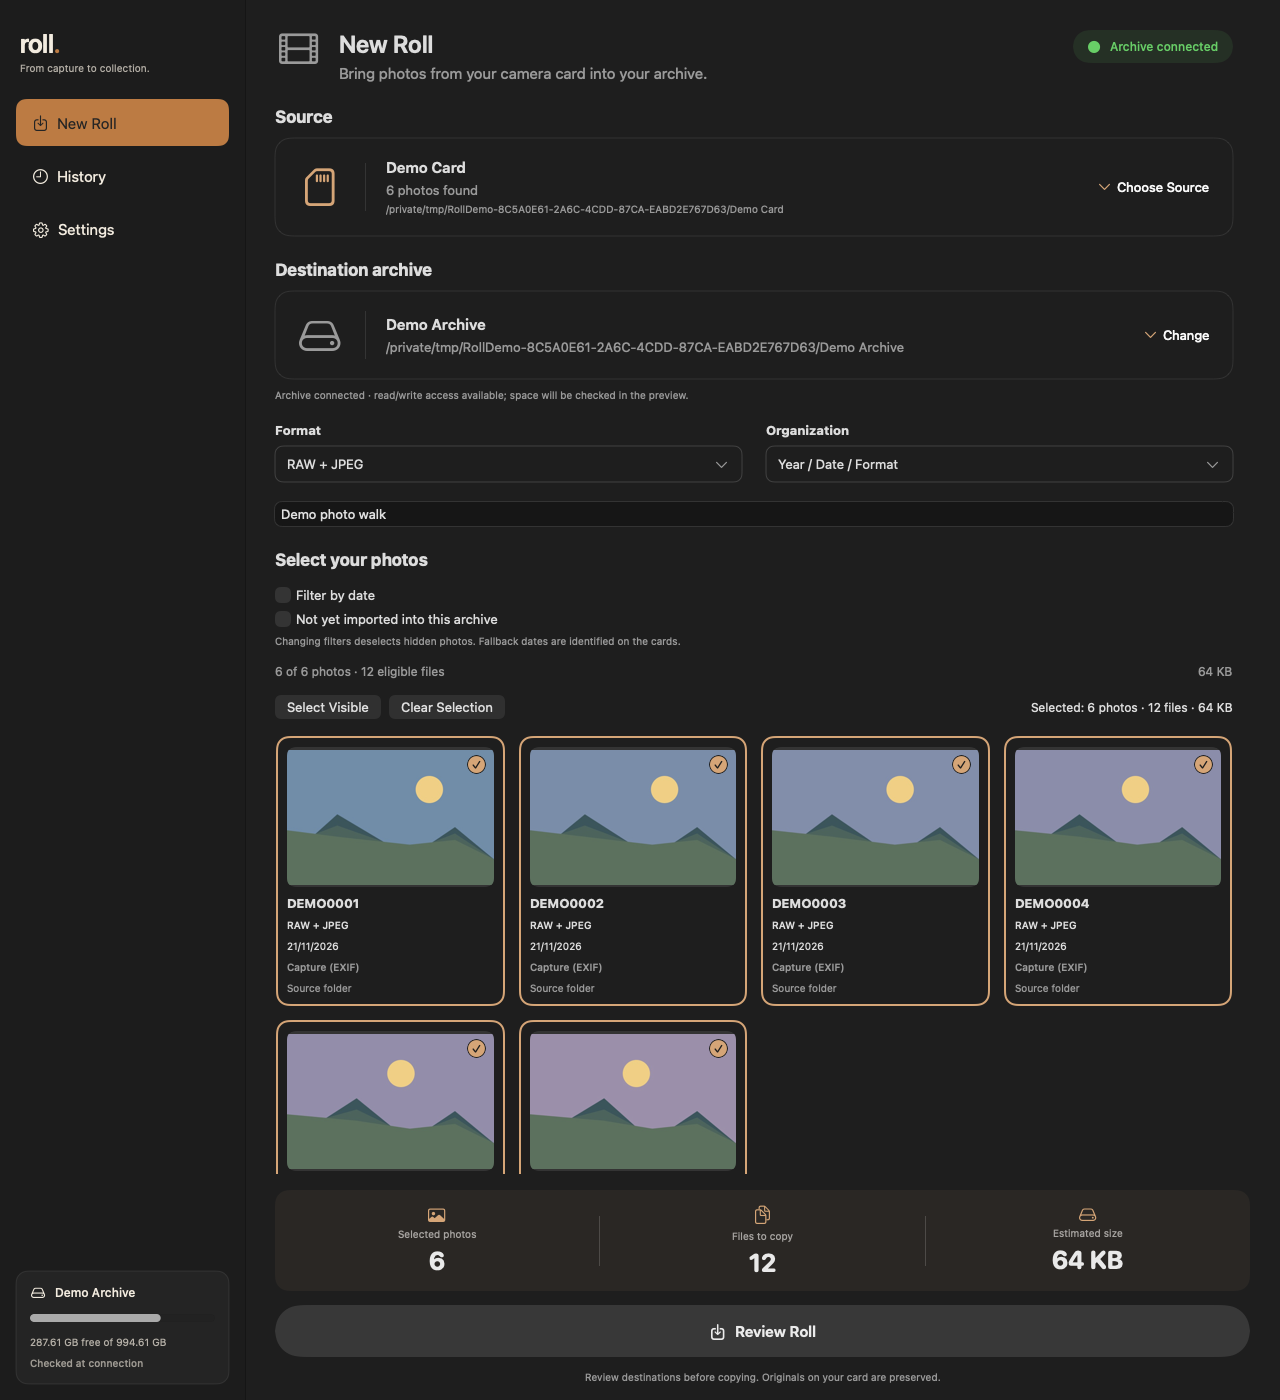 roll.
From capture to collection.
New Roll
History
Settings
New Roll
Bring photos from your camera card into your archive.
Archive connected
Source
Demo Card
6 photos found
/private/tmp/RollDemo-8C5A0E61-2A6C-4CDD-87CA-EABD2E767D63/Demo Card
Choose Source
Destination archive
Demo Archive
/private/tmp/RollDemo-8C5A0E61-2A6C-4CDD-87CA-EABD2E767D63/Demo Archive
Change
Archive connected · read/write access available; space will be checked in the preview.
Format
Organization
RAW + JPEG
Year / Date / Format
Demo photo walk
Select your photos
Filter by date
Not yet imported into this archive
Changing filters deselects hidden photos. Fallback dates are identified on the cards.
6 of 6 photos · 12 eligible files
64 KB
Select Visible
Clear Selection
Selected: 6 photos · 12 files · 64 KB
DEMO0001
RAW + JPEG
21/11/2026
Capture (EXIF)
Source folder
DEMO0002
RAW + JPEG
21/11/2026
Capture (EXIF)
Source folder
DEMO0003
RAW + JPEG
21/11/2026
Capture (EXIF)
Source folder
DEMO0004
RAW + JPEG
21/11/2026
Capture (EXIF)
Source folder
Selected photos
6
Files to copy
12
Estimated size
64 KB
Review Roll
Review destinations before copying. Originals on your card are preserved.
Demo Archive
287.61 GB free of 994.61 GB
Checked at connection